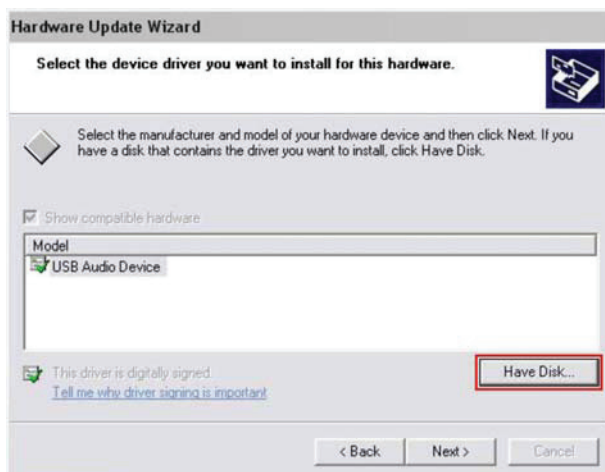 Hardware Update Wizard
Select the device driver you want to install for this hardware.
Select the manufacturer and model of your hardware device and then click Next. If you
have a disk that contains the driver you want to install, click Have Disk.
Show compatible hardware
Model
USB Audio Device
This driver is digitally signed.
Tell me why driver signing is important
Have Disk...
< Back
Next >
Cancel